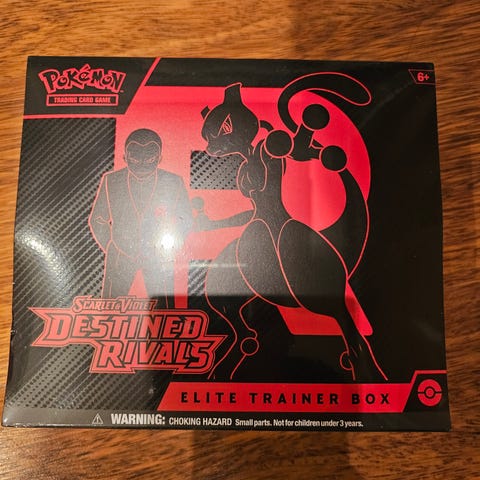 POKéMON
TRADING CARD GAME
6+
SCARLET & VIOLET
DESTINED
RIVALS
ELITE TRAINER BOX
WARNING: CHOKING HAZARD Small parts. Not for children under 3 years.